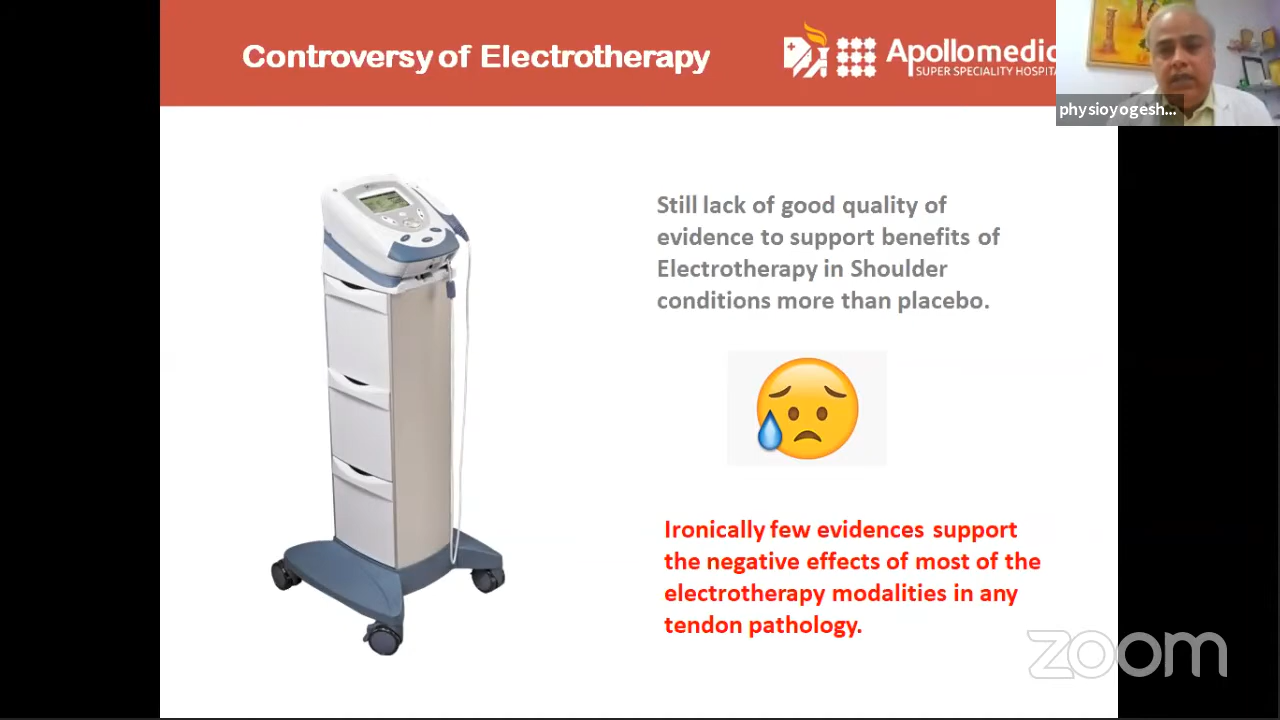 Controversy of Electrotherapy
Apollomedic
SUPER SPECIALITY HOSPITA
physioyogesh...
Still lack of good quality of
evidence to support benefits of
Electrotherapy in Shoulder
conditions more than placebo.
Ironically few evidences support
the negative effects of most of the
electrotherapy modalities in any
tendon pathology.
zoom